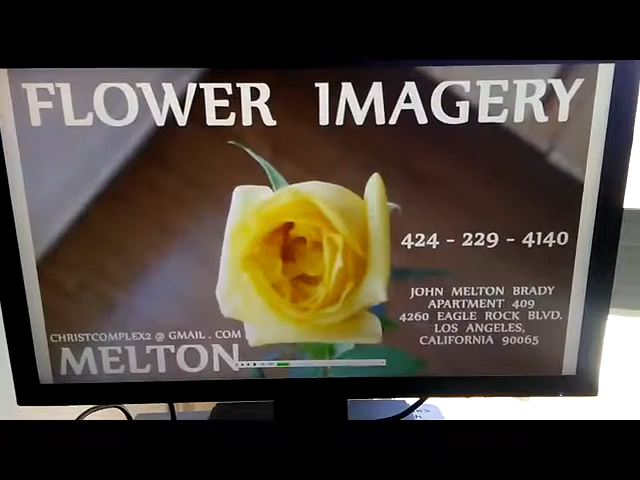 FLOWER IMAGERY
424 - 229 - 4140
JOHN MELTON BRADY
APARTMENT 409
4260 EAGLE ROCK BLVD.
LOS ANGELES,
CALIFORNIA 90065
CHRISTCOMPLEX2 @ GMAIL . COM
MELTON